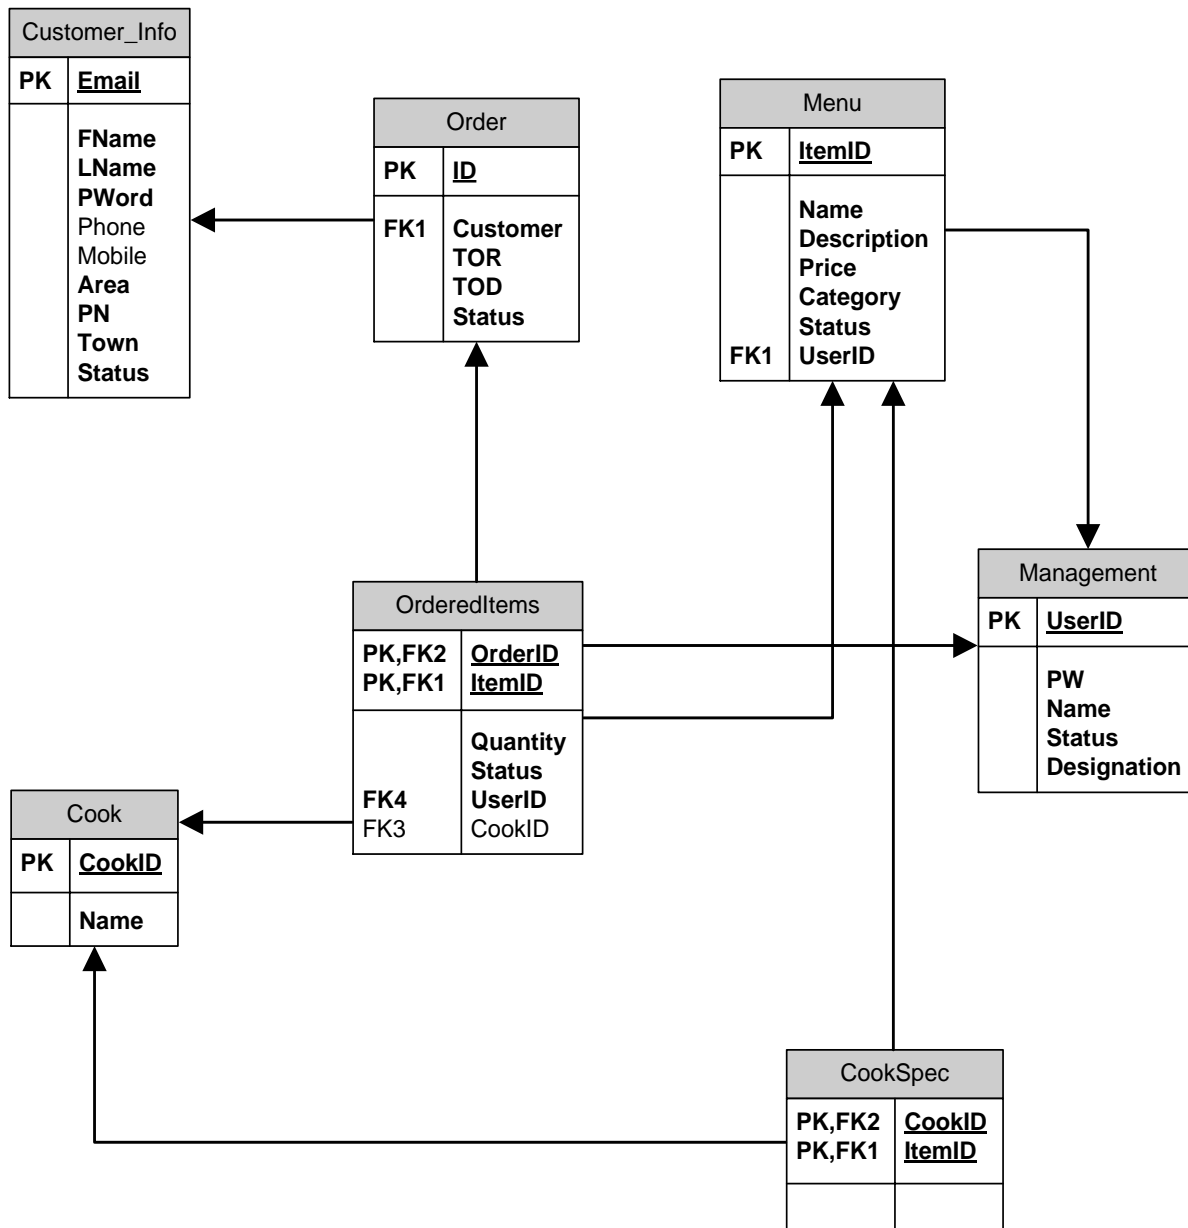 Customer_Info
PK Email
FName
LName
PWord
Phone
Mobile
Area
PN
Town
Status
Order
PK ID
FK1 Customer
TOR
TOD
Status
Menu
PK ItemID
Name
Description
Price
Category
Status
FK1 UserID
OrderedItems
PK,FK2 OrderID
PK,FK1 ItemID
Quantity
Status
FK4 UserID
FK3 CookID
Management
PK UserID
PW
Name
Status
Designation
Cook
PK CookID
Name
CookSpec
PK,FK2 CookID
PK,FK1 ItemID